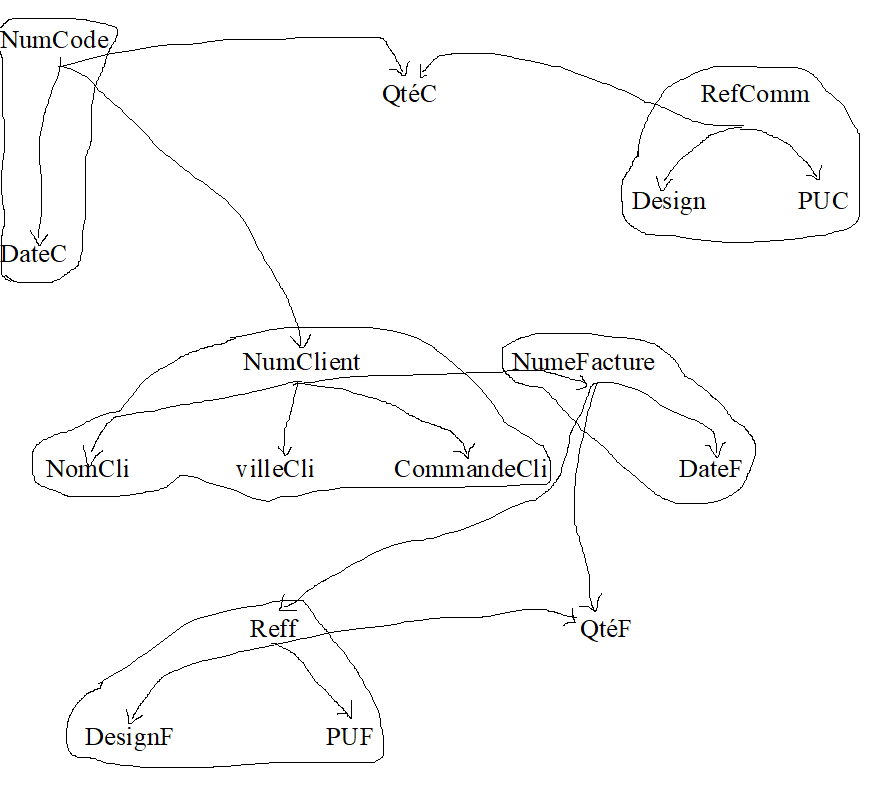 NumCode
QtéC
RefComm
Design
PUC
DateC
NumClient
NumeFacture
NomCli
villeCli
CommandeCli
DateF
Reff
QtéF
DesignF
PUF